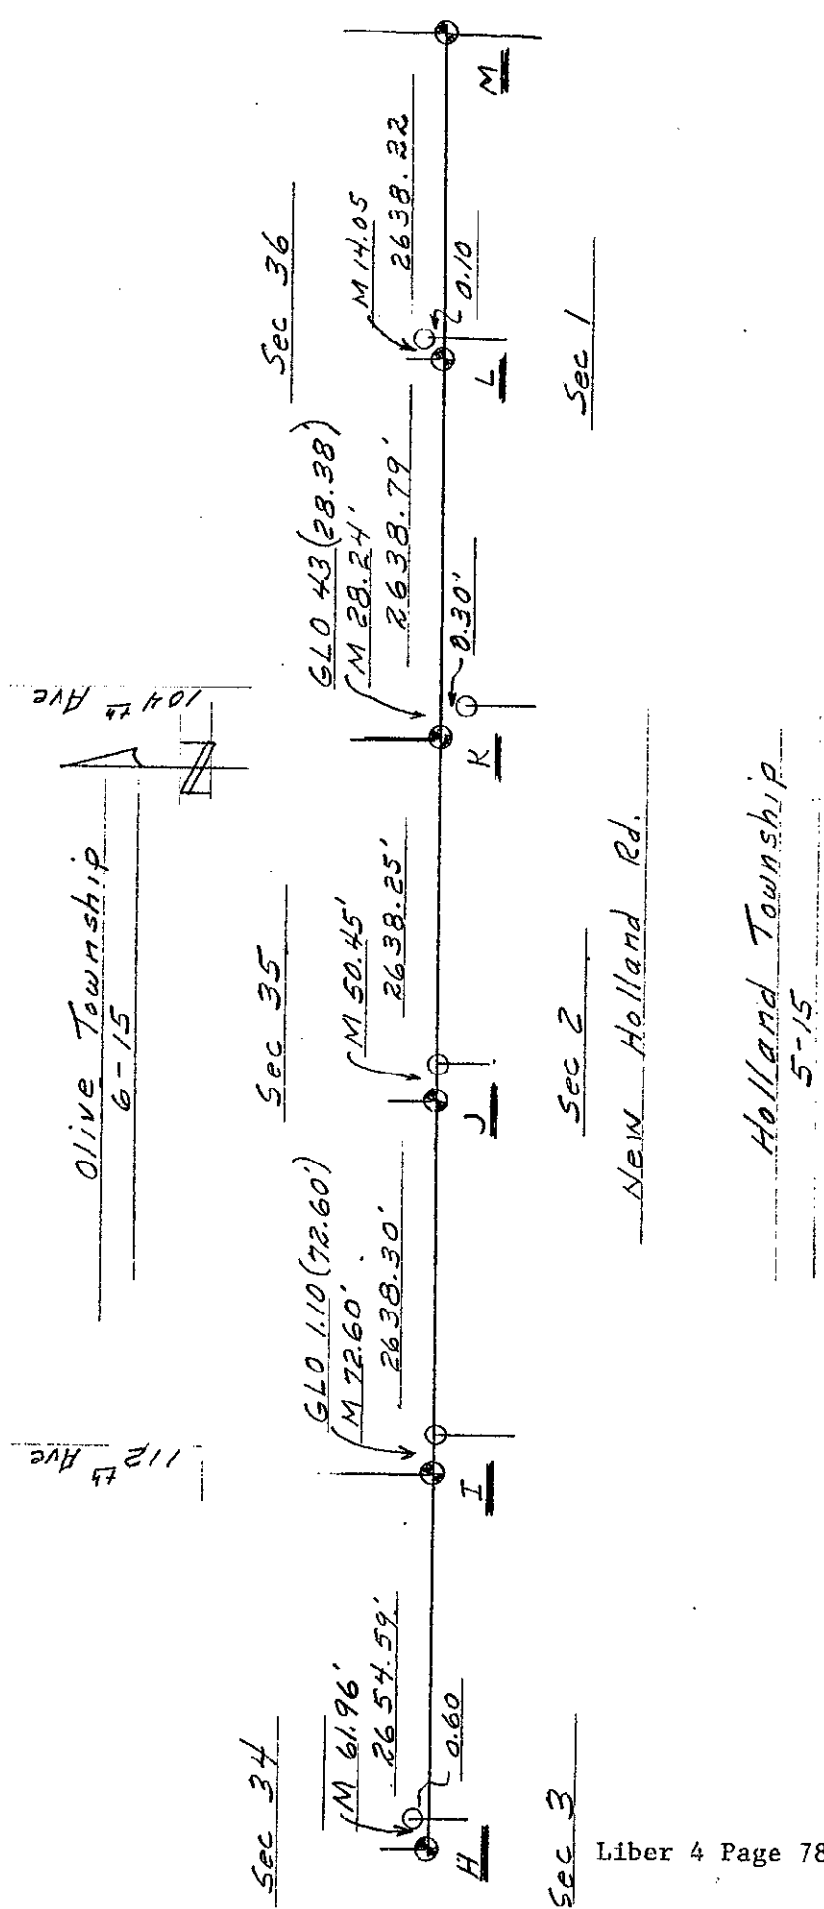 112th Ave
104th Ave
Olive Township
6-15
Sec 34
Sec 35
Sec 36
M 61.96'
2654.59'
0.60
GLO 1.10 (72.60')
M 72.60'
2638.30'
M 50.45'
2638.25'
GLO 43 (28.38')
M 28.24'
2638.79'
0.30'
M 14.05
2638.22
0.10
H
I
J
K
L
M
Sec 3
Sec 2
Sec 1
New Holland Rd.
Holland Township
5-15
Liber 4 Page 78